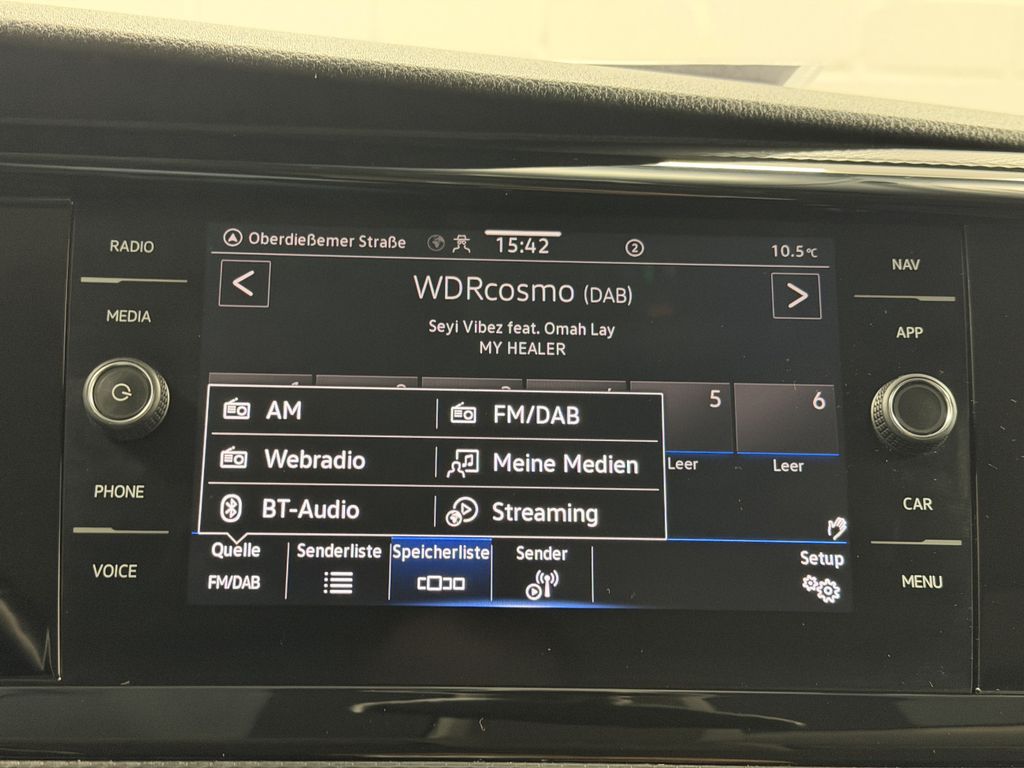 RADIO
MEDIA
PHONE
VOICE
Oberdießemer Straße
15:42
2
10.5°C
WDRcosmo (DAB)
Seyi Vibez feat. Omah Lay
MY HEALER
5
6
AM
FM/DAB
Webradio
Meine Medien
BT-Audio
Streaming
Leer
Leer
Quelle
FM/DAB
Senderliste
Speicherliste
Sender
Setup
NAV
APP
CAR
MENU